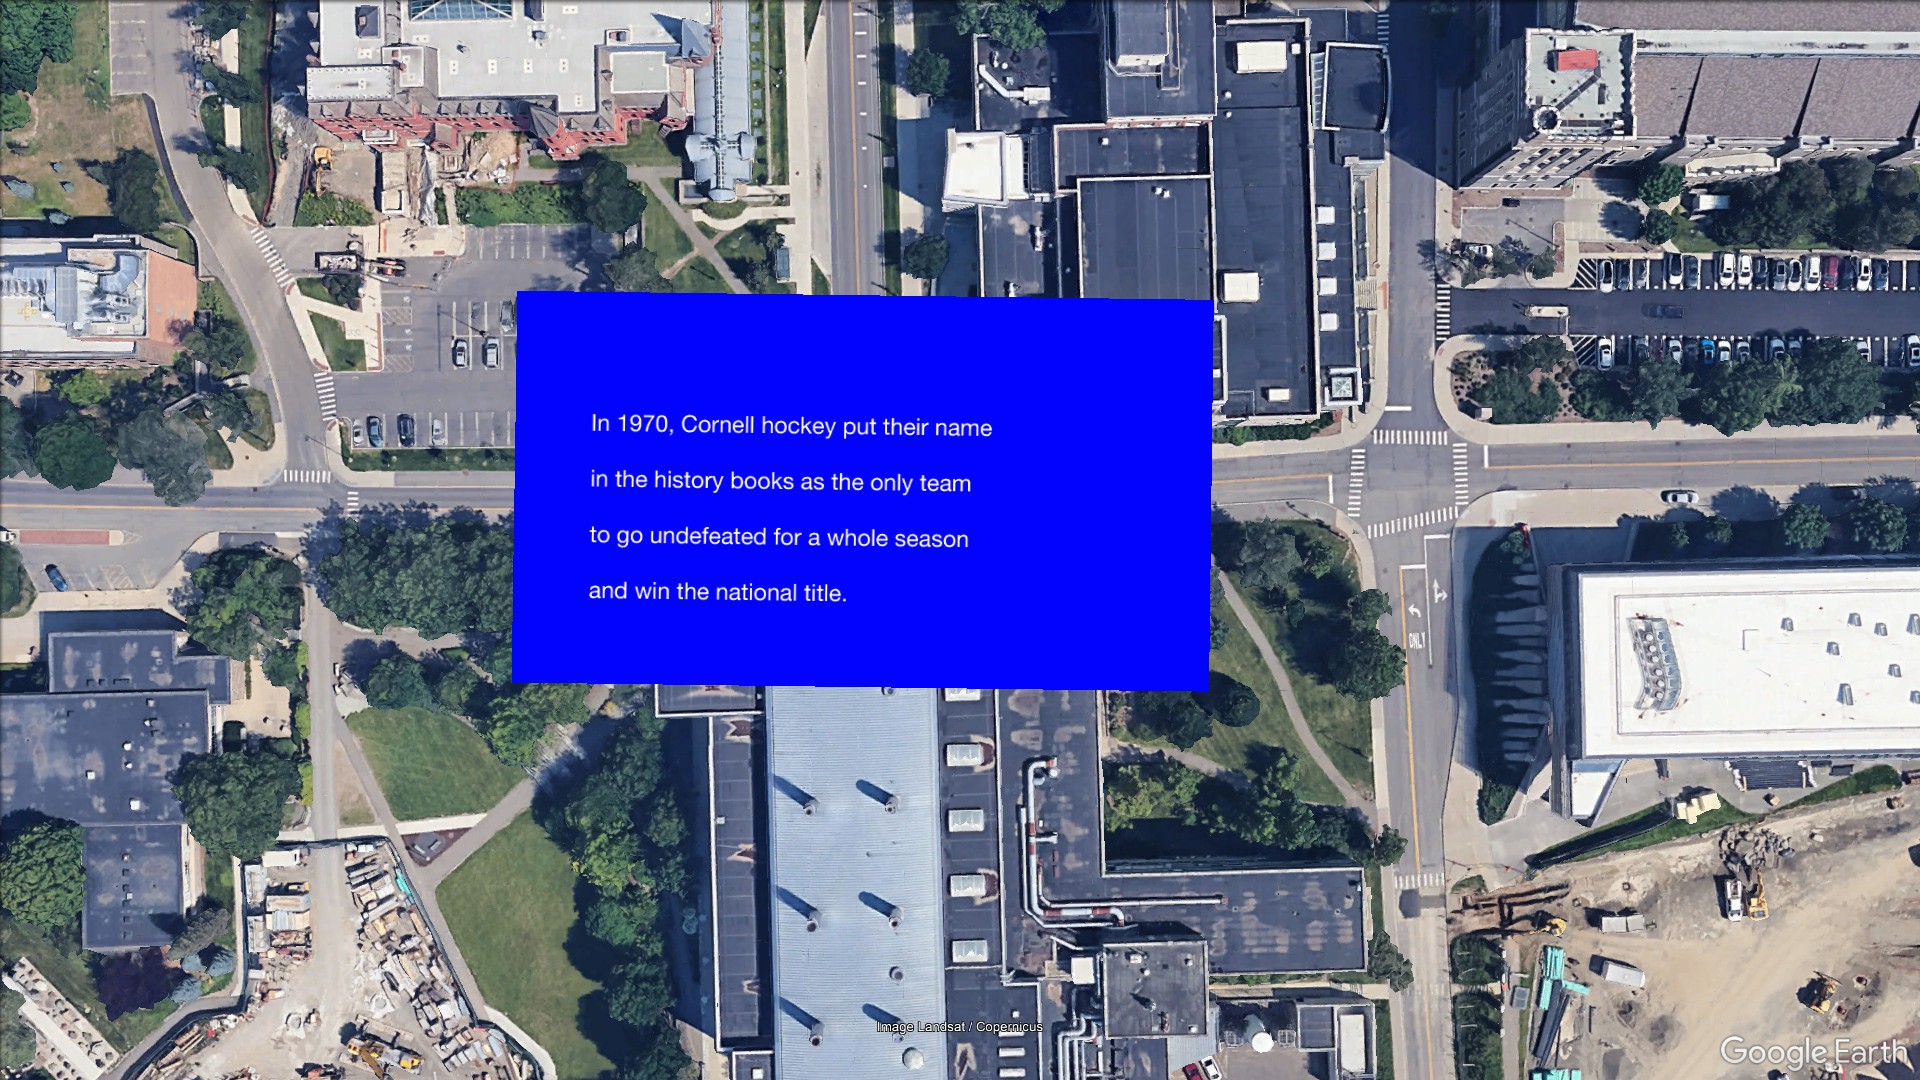 In 1970, Cornell hockey put their name
in the history books as the only team
to go undefeated for a whole season
and win the national title.
ONLY
Image Landsat / Copernicus
Google Earth